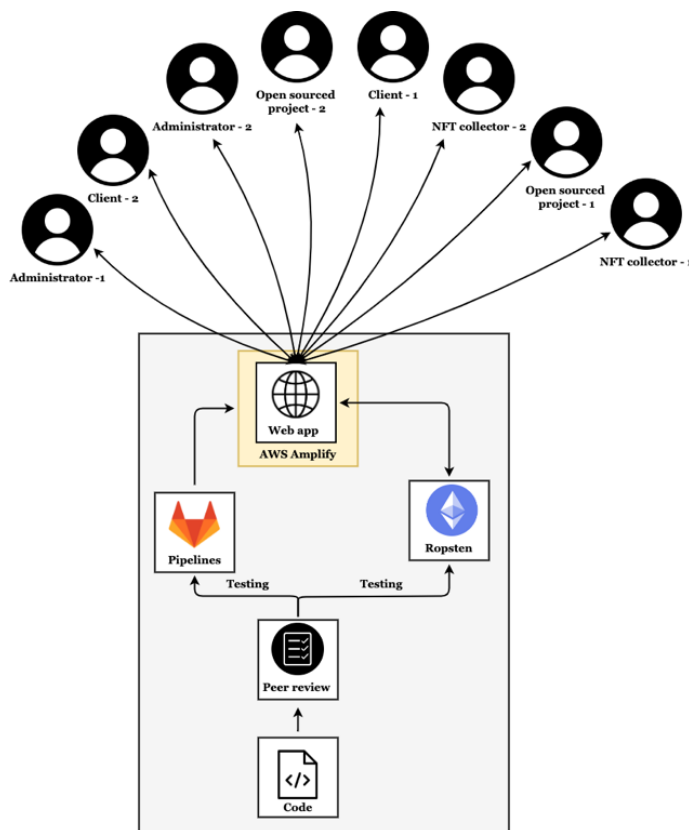 Open sourced
project - 2
Client - 1
Administrator - 2
NFT collector - 2
Client - 2
Open sourced
project - 1
Administrator -1
NFT collector - 1
Web app
AWS Amplify
Pipelines
Ropsten
Testing
Testing
Peer review
Code